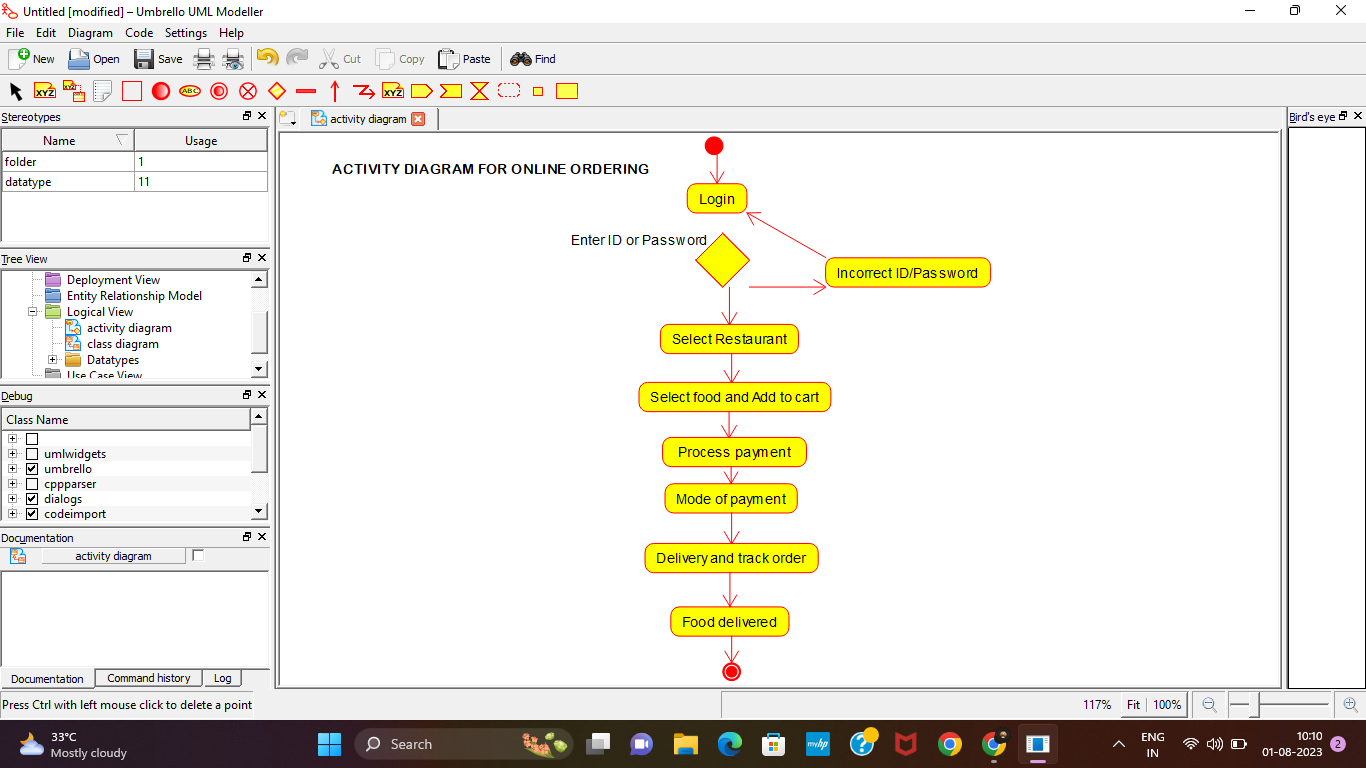 Untitled [modified] – Umbrello UML Modeller
File Edit Diagram Code Settings Help
New Open Save Cut Copy Paste Find
XYZ XYZ ABC XYZ
Stereotypes
Name Usage
folder 1
datatype 11
Tree View
Deployment View
Entity Relationship Model
Logical View
activity diagram
class diagram
Datatypes
Use Case View
Debug
Class Name
umlwidgets
umbrello
cppparser
dialogs
codeimport
Documentation
activity diagram
Documentation Command history Log
activity diagram
ACTIVITY DIAGRAM FOR ONLINE ORDERING
Login
Enter ID or Password
Incorrect ID/Password
Select Restaurant
Select food and Add to cart
Process payment
Mode of payment
Delivery and track order
Food delivered
Bird's eye
Press Ctrl with left mouse click to delete a point
117% Fit 100%
33°C
Mostly cloudy
Search
myhp
ENG
IN
10:10
01-08-2023
2